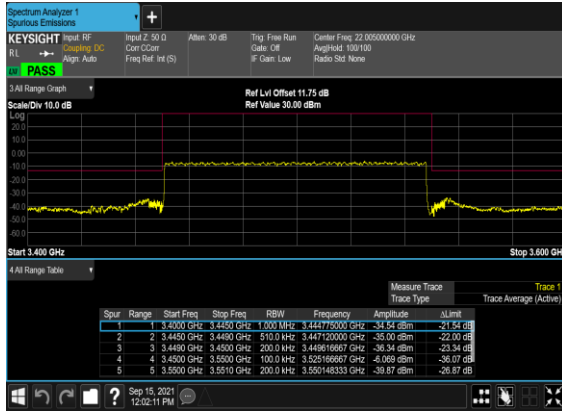 Spectrum Analyzer 1
Spurious Emissions
KEYSIGHT Input: RF Input Z: 50 Ω Atten: 30 dB Trig: Free Run Center Freq: 22.005000000 GHz
RL Coupling: DC Corr CCorr Gate: Off Avg|Hold: 100/100
Align: Auto Freq Ref: Int (S) IF Gain: Low Radio Std: None
PASS
3 All Range Graph
Ref Lvl Offset 11.75 dB
Scale/Div 10.0 dB Ref Value 30.00 dBm
Log
20.0
10.0
0.00
-10.0
-20.0
-30.0
-40.0
-50.0
-60.0
Start 3.400 GHz Stop 3.600 GH
4 All Range Table
Measure Trace Trace 1
Trace Type Trace Average (Active)
Spur Range Start Freq Stop Freq RBW Frequency Amplitude ΔLimit
1 1 3.4000 GHz 3.4450 GHz 1.000 MHz 3.444775000 GHz -34.54 dBm -21.54 dB
2 2 3.4450 GHz 3.4490 GHz 510.0 kHz 3.447120000 GHz -35.00 dBm -22.00 dB
3 3 3.4490 GHz 3.4500 GHz 200.0 kHz 3.449616667 GHz -36.34 dBm -23.34 dB
4 4 3.4500 GHz 3.5500 GHz 100.0 kHz 3.525166667 GHz -6.069 dBm -36.07 dB
5 5 3.5500 GHz 3.5510 GHz 200.0 kHz 3.550148333 GHz -39.87 dBm -26.87 dB
Sep 15, 2021
12:02:11 PM